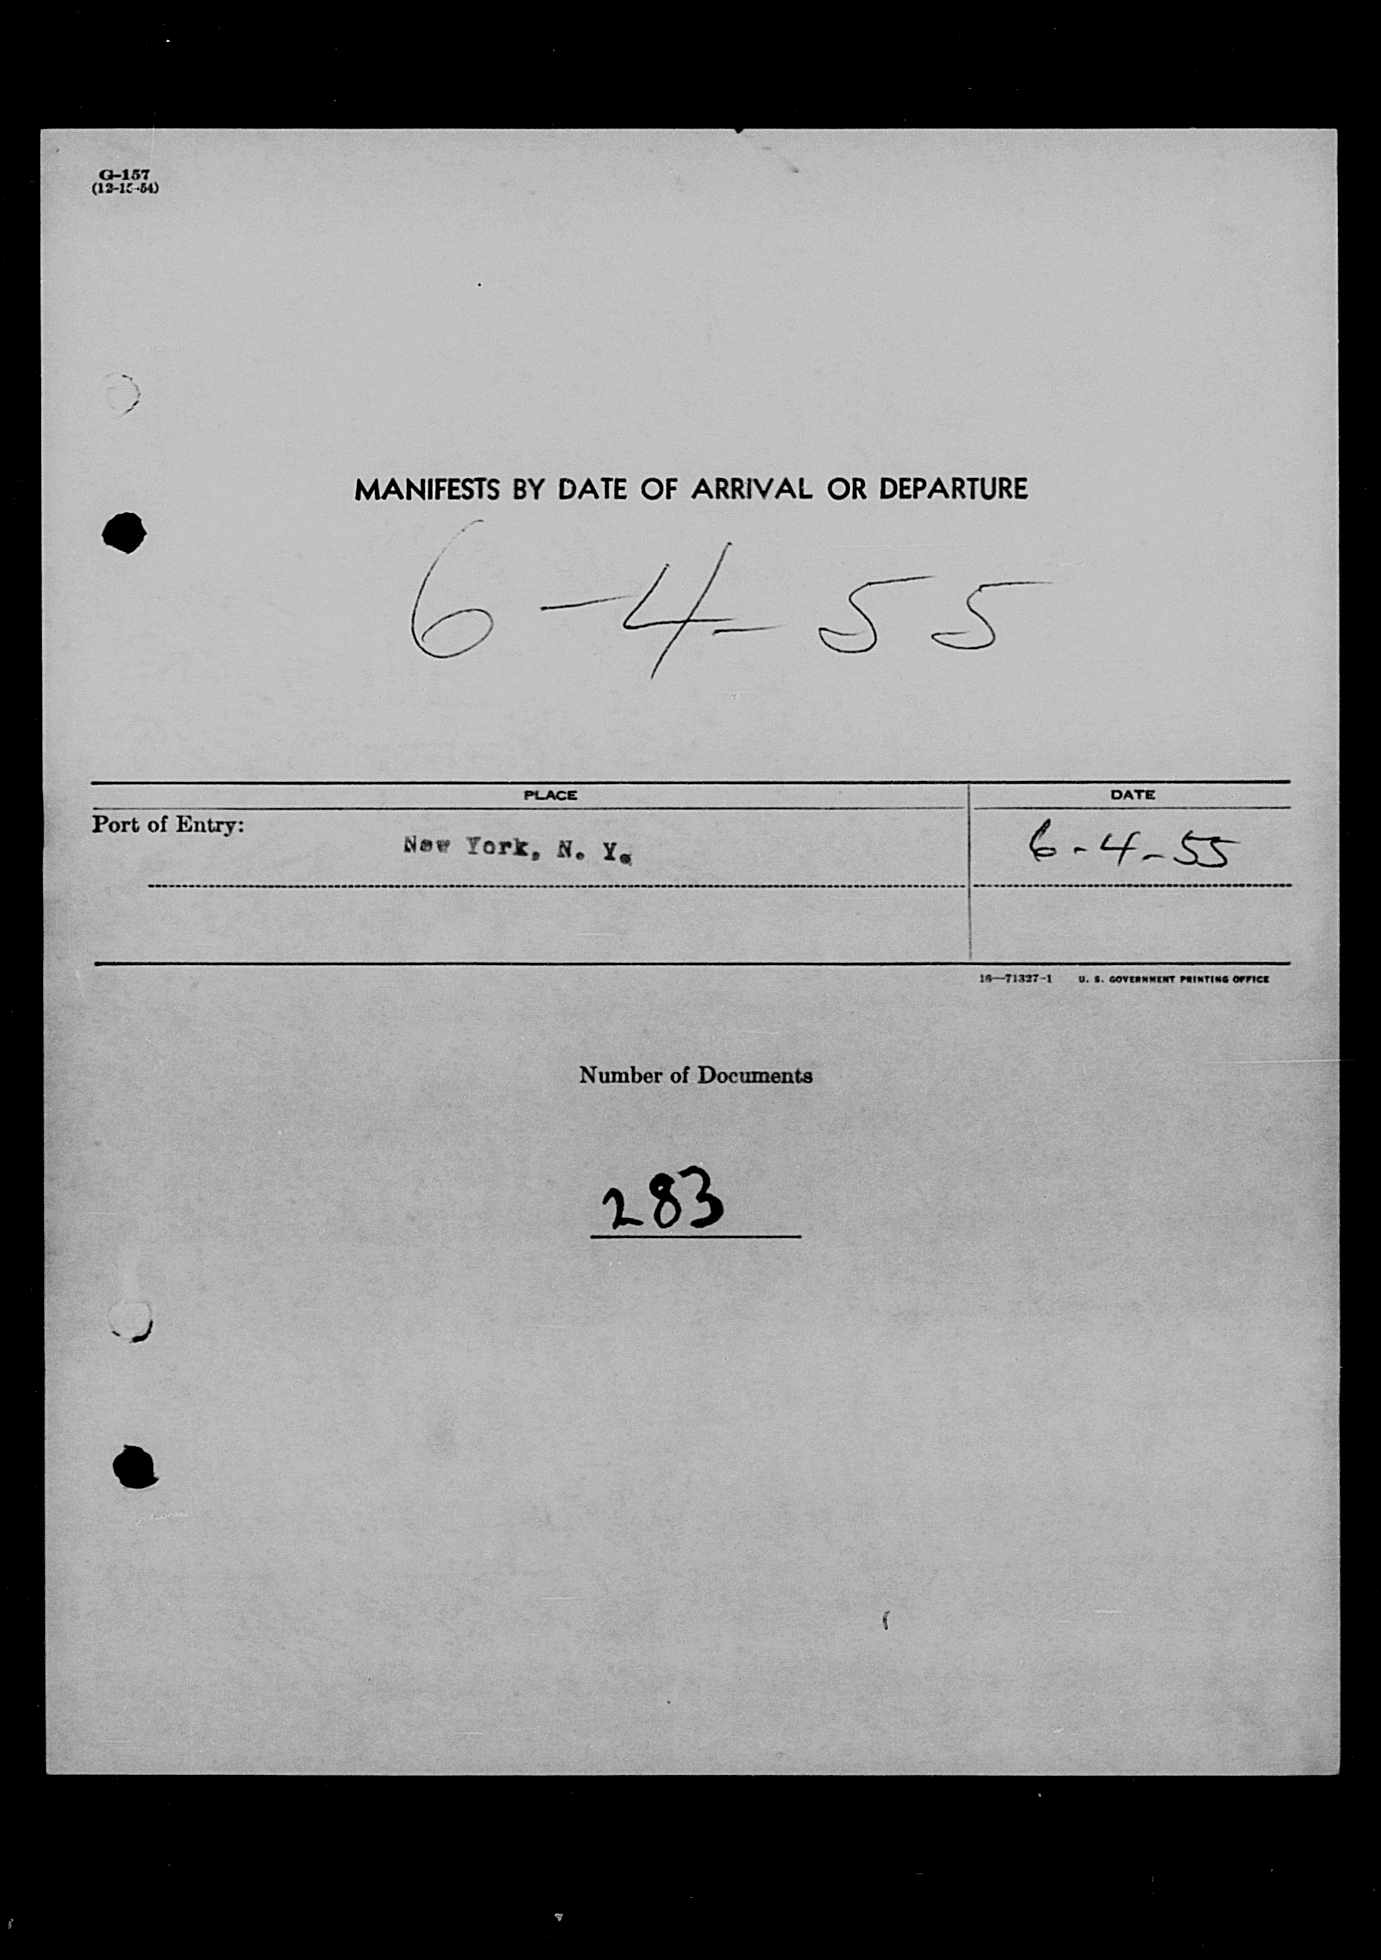 G-157
(12-15-54)
MANIFESTS BY DATE OF ARRIVAL OR DEPARTURE
6-4-55
PLACE
DATE
Port of Entry:
New York, N. Y.
6-4-55
16—71327-1 U. S. GOVERNMENT PRINTING OFFICE
Number of Documents
283